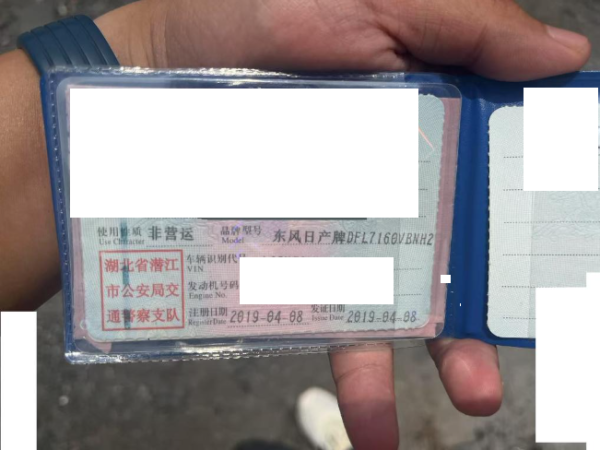 使用性质 非营运 品牌型号 东风日产牌DFL7160VBNH2
Use Character Model
湖北省潜江
市公安局交
通警察支队
车辆识别代号
VIN
发动机号码
Engine No.
注册日期 2019-04-08 发证日期 2019-04-08
Register Date Issue Date